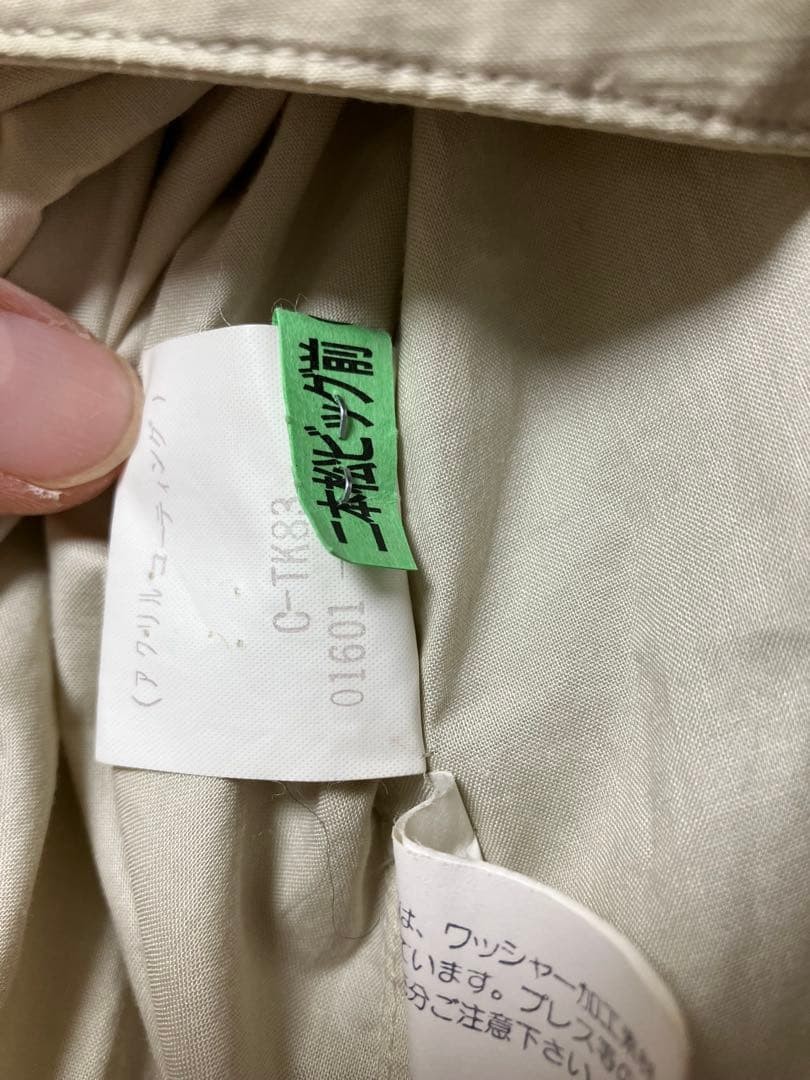 二本松ビッグ前
(アクリルコーティング)
C-TK83
01601
は、ワッシャー加工
ています。プレス等の
分ご注意下さい